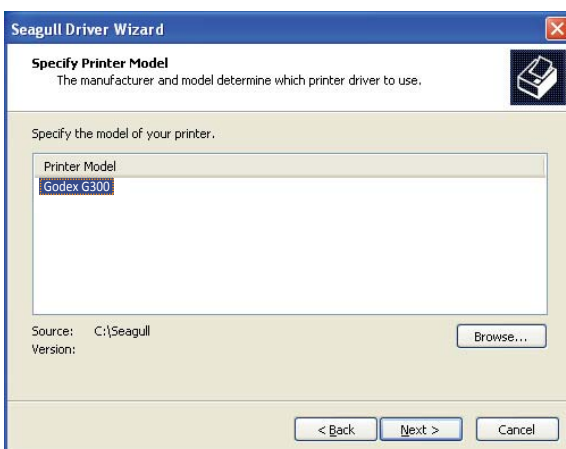 Seagull Driver Wizard
Specify Printer Model
The manufacturer and model determine which printer driver to use.
Specify the model of your printer.
Printer Model
Godex G300
Source: C:\Seagull
Browse...
Version:
< Back Next > Cancel